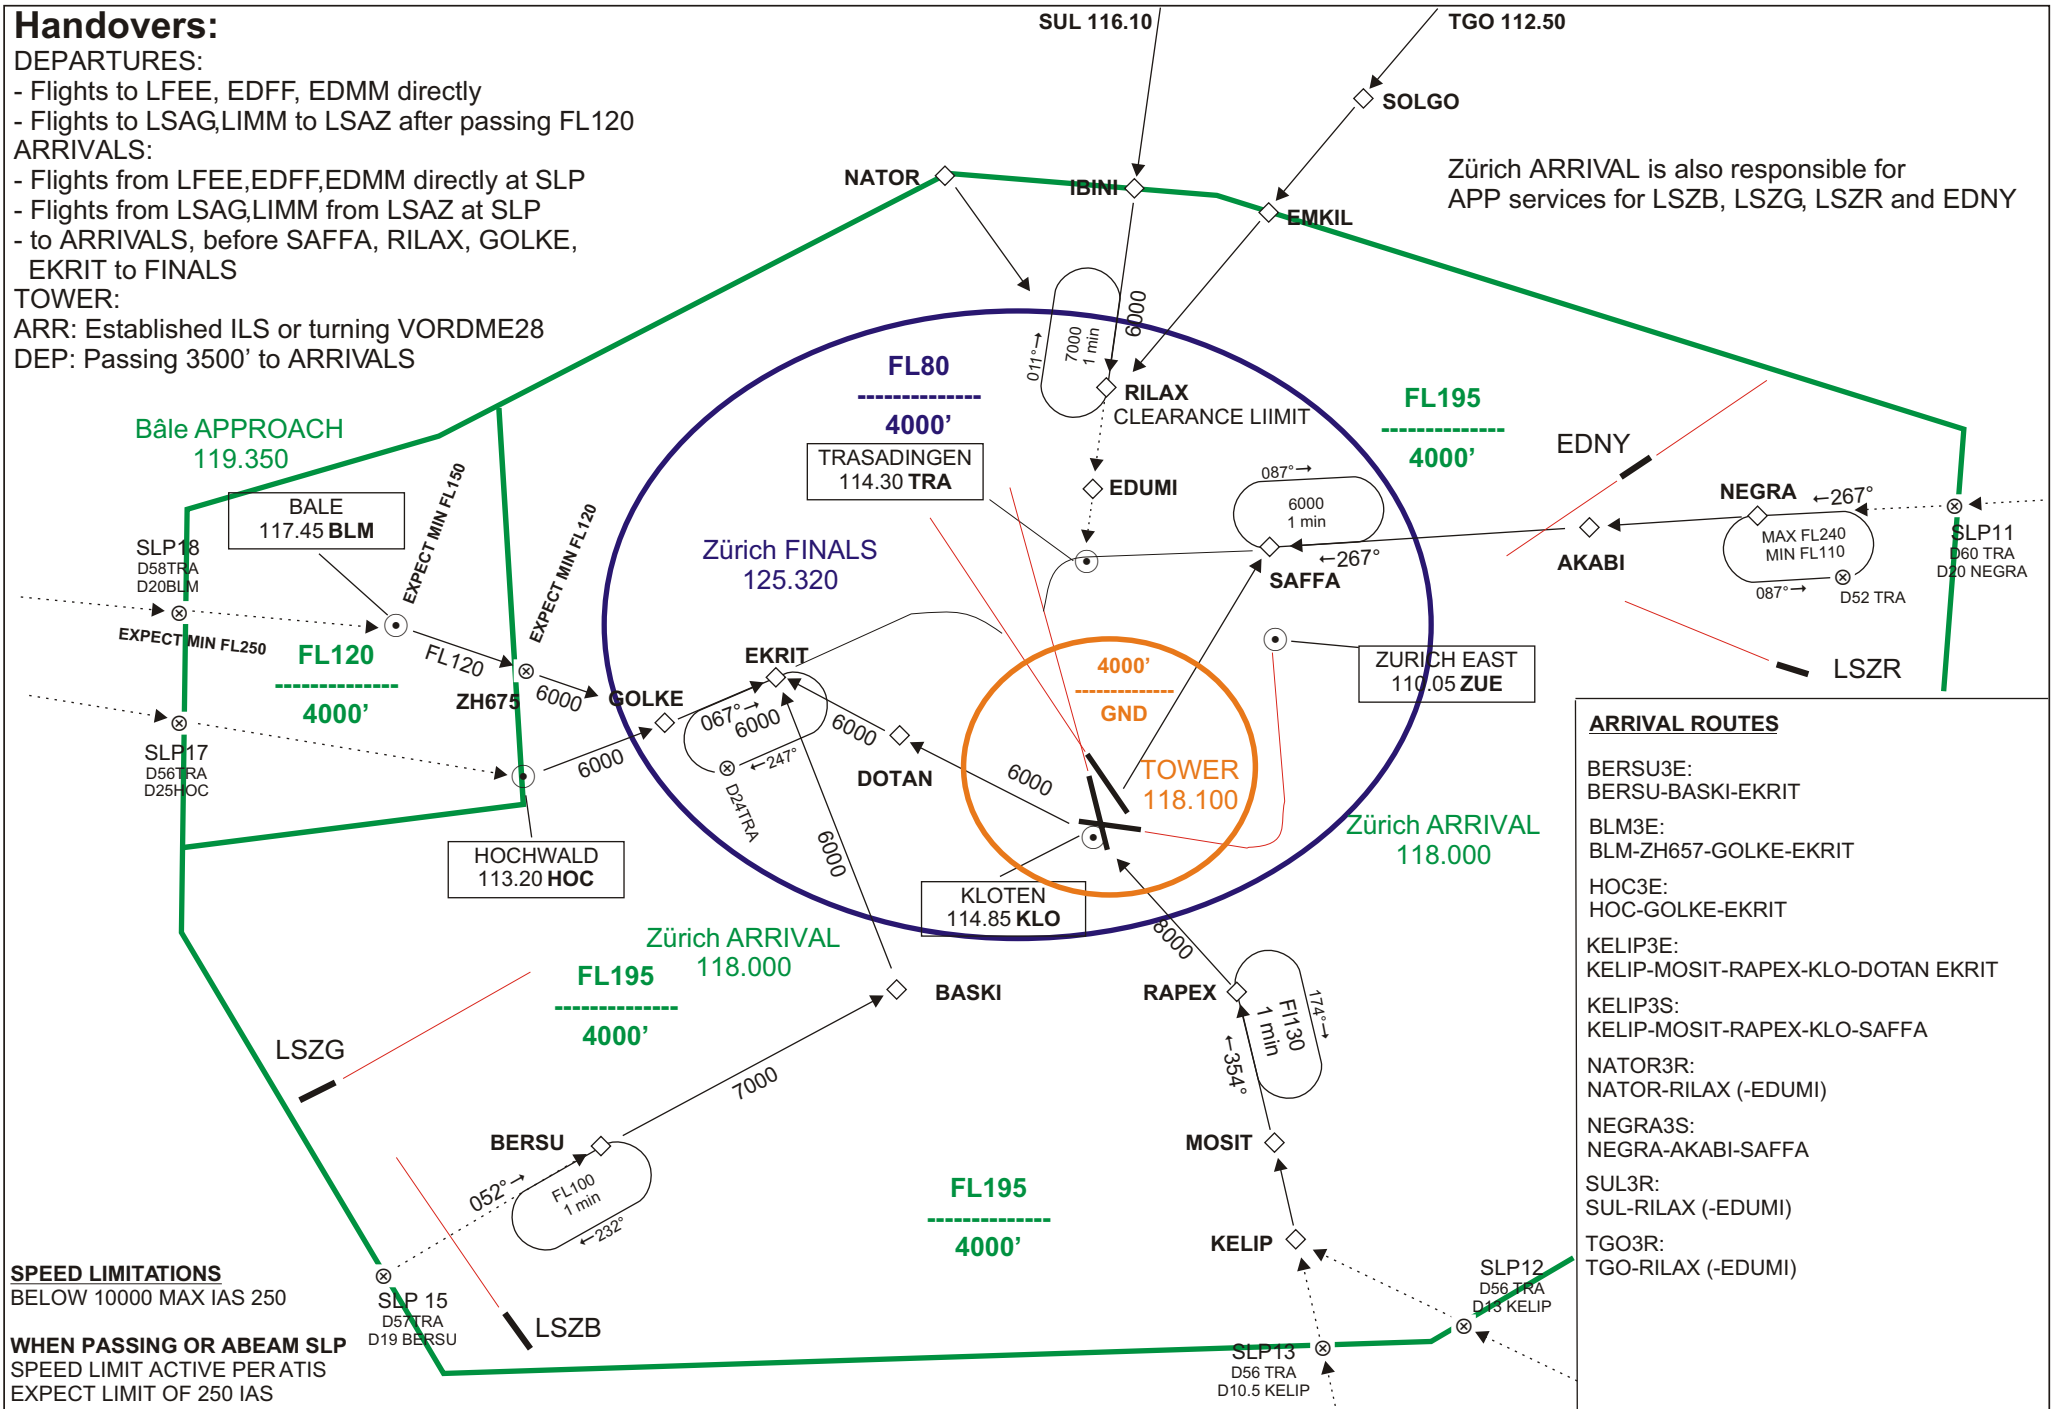 Handovers:
DEPARTURES:
- Flights to LFEE, EDFF, EDMM directly
- Flights to LSAG,LIMM to LSAZ after passing FL120
ARRIVALS:
- Flights from LFEE,EDFF,EDMM directly at SLP
- Flights from LSAG,LIMM from LSAZ at SLP
- to ARRIVALS, before SAFFA, RILAX, GOLKE,
EKRIT to FINALS
TOWER:
ARR: Established ILS or turning VORDME28
DEP: Passing 3500' to ARRIVALS
SUL 116.10
TGO 112.50
SOLGO
NATOR
IBINI
EMKIL
Zürich ARRIVAL is also responsible for
APP services for LSZB, LSZG, LSZR and EDNY
011°→
7000
1 min
6000
RILAX
CLEARANCE LIIMIT
FL80
--------------
4000'
FL195
--------------
4000'
Bâle APPROACH
119.350
TRASADINGEN
114.30 TRA
EDUMI
087°→
6000
1 min
←267°
SAFFA
EDNY
NEGRA
←267°
MAX FL240
MIN FL110
087°→
D52 TRA
AKABI
SLP11
D60 TRA
D20 NEGRA
LSZR
BALE
117.45 BLM
EXPECT MIN FL150
EXPECT MIN FL120
SLP18
D58TRA
D20BLM
EXPECT MIN FL250
FL120
--------------
4000'
FL120
6000
ZH675
GOLKE
SLP17
D56TRA
D25HOC
HOCHWALD
113.20 HOC
6000
Zürich FINALS
125.320
EKRIT
067°→
6000
←247°
D24TRA
6000
DOTAN
6000
6000
4000'
--------------
GND
TOWER
118.100
ZURICH EAST
110.05 ZUE
KLOTEN
114.85 KLO
Zürich ARRIVAL
118.000
Zürich ARRIVAL
118.000
FL195
--------------
4000'
BASKI
8000
RAPEX
Fl130
1 min
174°→
←354°
LSZG
7000
BERSU
052°→
FL100
1 min
←232°
MOSIT
FL195
--------------
4000'
KELIP
SLP12
D56 TRA
D13 KELIP
SLP13
D56 TRA
D10.5 KELIP
SLP 15
D57TRA
D19 BERSU
LSZB
SPEED LIMITATIONS
BELOW 10000 MAX IAS 250
WHEN PASSING OR ABEAM SLP
SPEED LIMIT ACTIVE PER ATIS
EXPECT LIMIT OF 250 IAS
ARRIVAL ROUTES
BERSU3E:
BERSU-BASKI-EKRIT
BLM3E:
BLM-ZH657-GOLKE-EKRIT
HOC3E:
HOC-GOLKE-EKRIT
KELIP3E:
KELIP-MOSIT-RAPEX-KLO-DOTAN EKRIT
KELIP3S:
KELIP-MOSIT-RAPEX-KLO-SAFFA
NATOR3R:
NATOR-RILAX (-EDUMI)
NEGRA3S:
NEGRA-AKABI-SAFFA
SUL3R:
SUL-RILAX (-EDUMI)
TGO3R:
TGO-RILAX (-EDUMI)